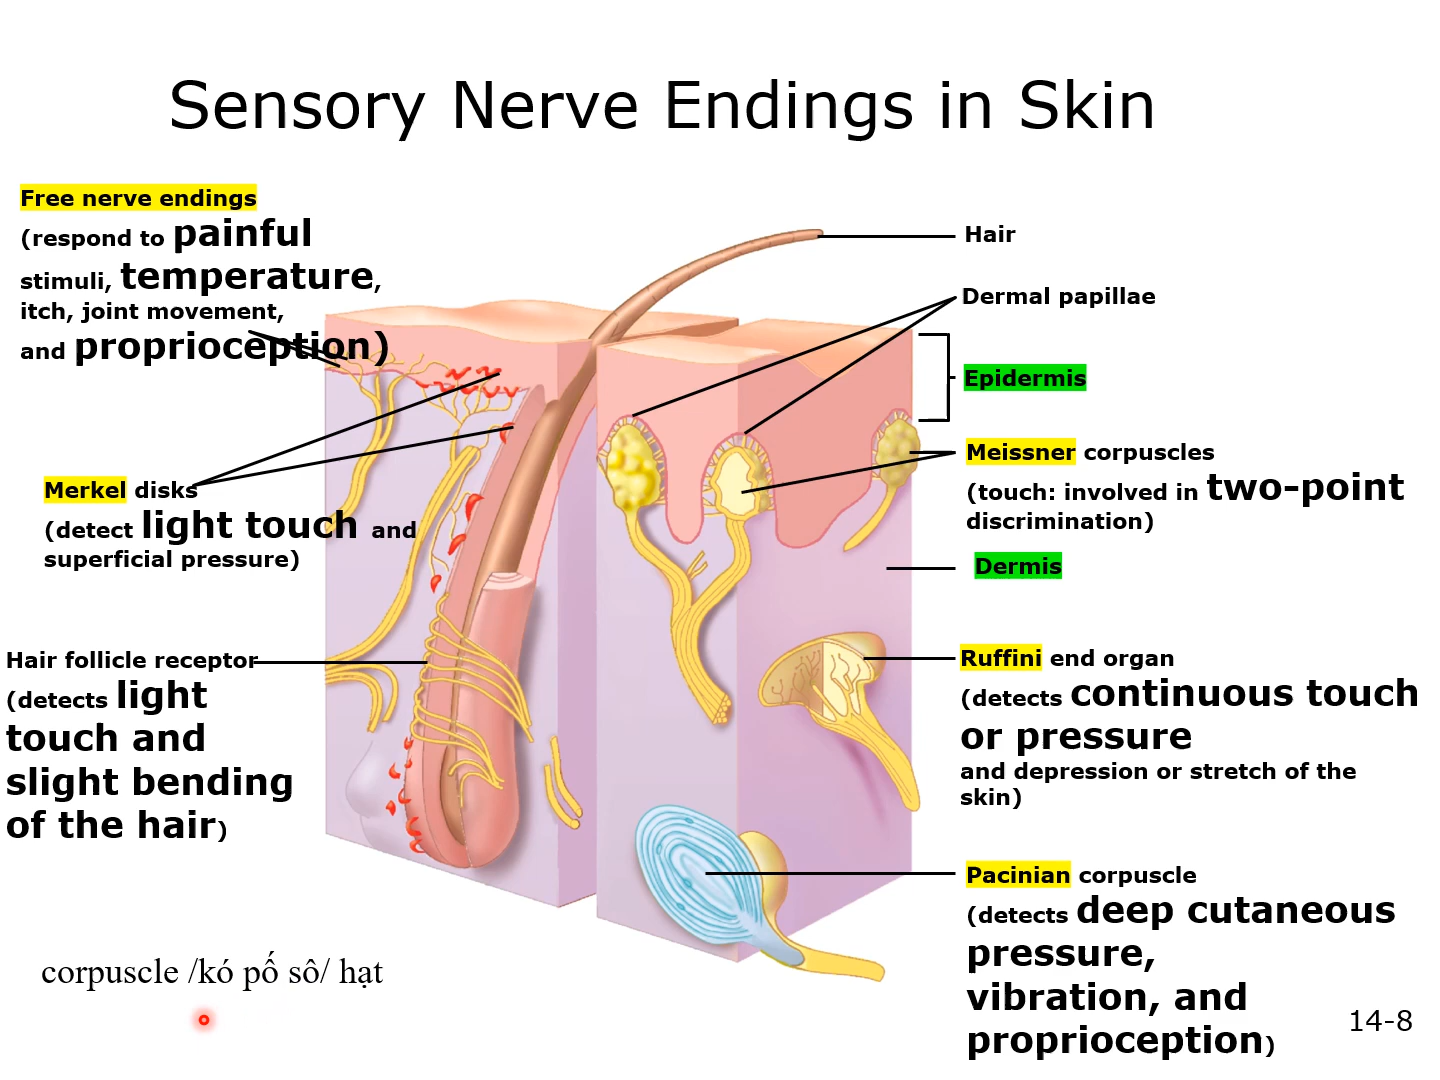 Sensory Nerve Endings in Skin
Free nerve endings
(respond to painful
stimuli, temperature,
itch, joint movement,
and proprioception)
Merkel disks
(detect light touch and
superficial pressure)
Hair follicle receptor
(detects light
touch and
slight bending
of the hair)
corpuscle /kó pố sô/ hạt
Hair
Dermal papillae
Epidermis
Meissner corpuscles
(touch: involved in two-point
discrimination)
Dermis
Ruffini end organ
(detects continuous touch
or pressure
and depression or stretch of the
skin)
Pacinian corpuscle
(detects deep cutaneous
pressure,
vibration, and
proprioception)
14-8